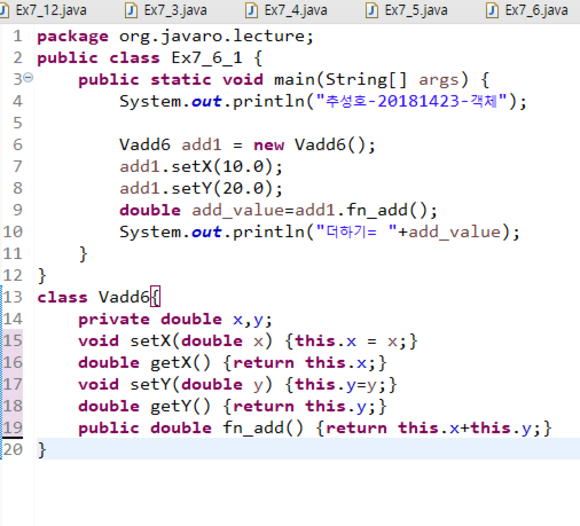 Ex7_12.java Ex7_3.java Ex7_4.java Ex7_5.java Ex7_6.java
1 package org.javaro.lecture;
2 public class Ex7_6_1 {
3 public static void main(String[] args) {
4 System.out.println("추성호-20181423-객체");
5
6 Vadd6 add1 = new Vadd6();
7 add1.setX(10.0);
8 add1.setY(20.0);
9 double add_value=add1.fn_add();
10 System.out.println("더하기= "+add_value);
11 }
12 }
13 class Vadd6{
14 private double x,y;
15 void setX(double x) {this.x = x;}
16 double getX() {return this.x;}
17 void setY(double y) {this.y=y;}
18 double getY() {return this.y;}
19 public double fn_add() {return this.x+this.y;}
20 }